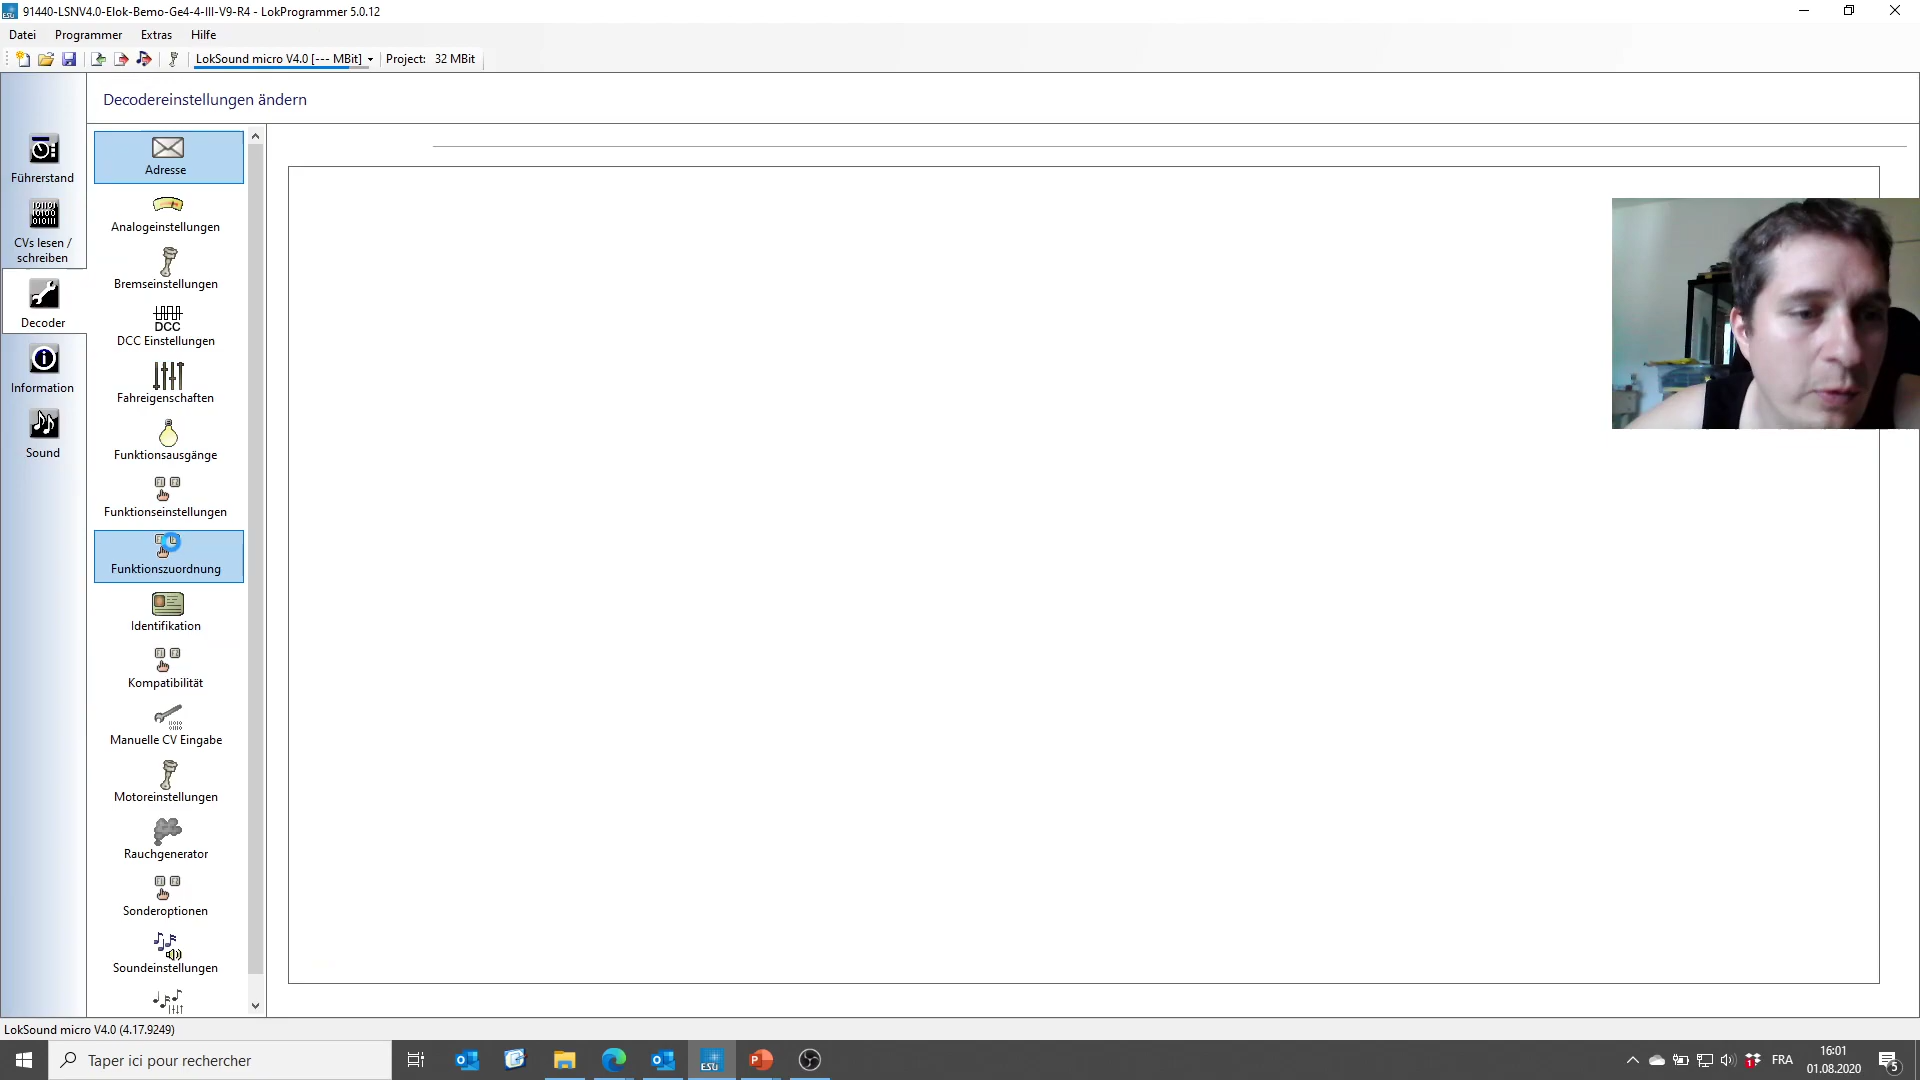 91440-LSNV4.0-Elok-Bemo-Ge4-4-III-V9-R4 - LokProgrammer 5.0.12
Datei Programmer Extras Hilfe
LokSound micro V4.0 [--- MBit] Project: 32 MBit
Decodereinstellungen ändern
Führerstand
CVs lesen /
schreiben
Decoder
Information
Sound
Adresse
Analogeinstellungen
Bremseinstellungen
DCC
DCC Einstellungen
Fahreigenschaften
Funktionsausgänge
Funktionseinstellungen
Funktionszuordnung
Identifikation
Kompatibilität
Manuelle CV Eingabe
Motoreinstellungen
Rauchgenerator
Sonderoptionen
Soundeinstellungen
LokSound micro V4.0 (4.17.9249)
Taper ici pour rechercher
ESU
FRA
16:01
01.08.2020
5